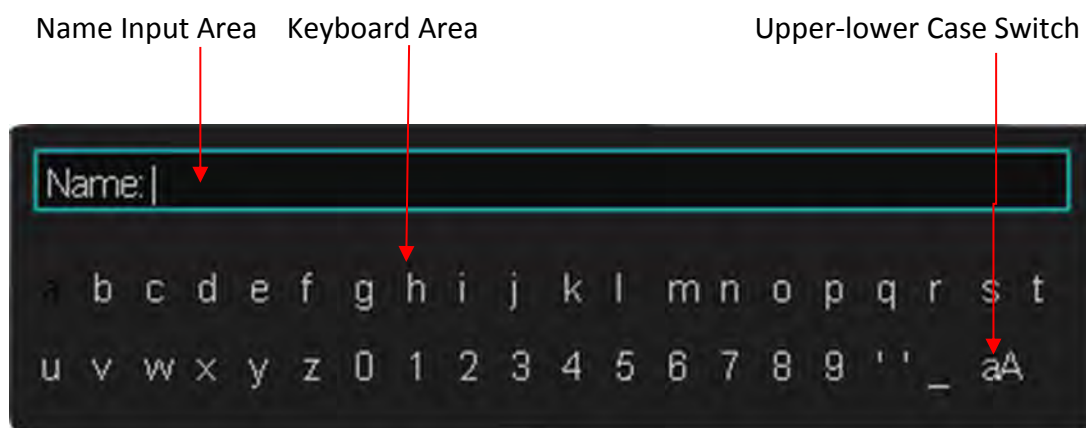 Name Input Area Keyboard Area Upper-lower Case Switch
Name:
a b c d e f g h i j k l m n o p q r s t
u v w x y z 0 1 2 3 4 5 6 7 8 9 ' ' _ aA